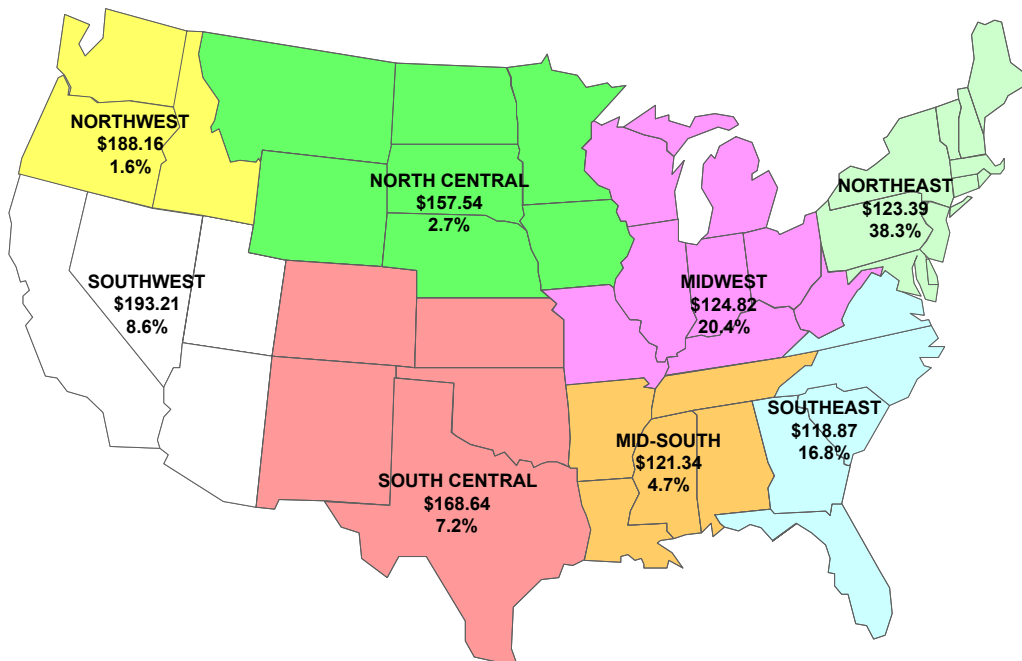 NORTHWEST
$188.16
1.6%
NORTH CENTRAL
$157.54
2.7%
NORTHEAST
$123.39
38.3%
SOUTHWEST
$193.21
8.6%
MIDWEST
$124.82
20.4%
SOUTHEAST
$118.87
16.8%
MID-SOUTH
$121.34
4.7%
SOUTH CENTRAL
$168.64
7.2%